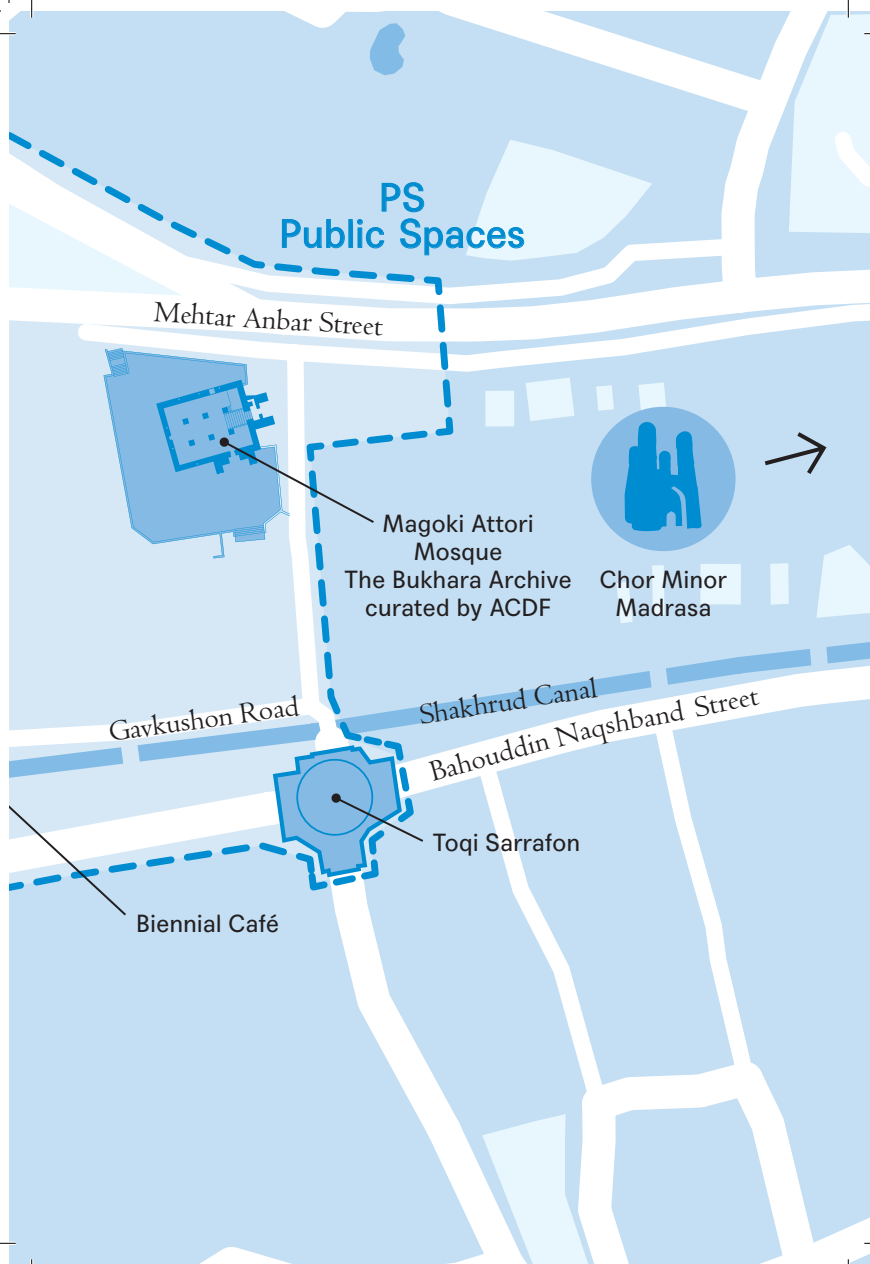 PS
Public Spaces
Mehtar Anbar Street
Magoki Attori
Mosque
The Bukhara Archive
curated by ACDF
Chor Minor
Madrasa
Gavkushon Road
Shakhrud Canal
Bahouddin Naqshband Street
Toqi Sarrafon
Biennial Café